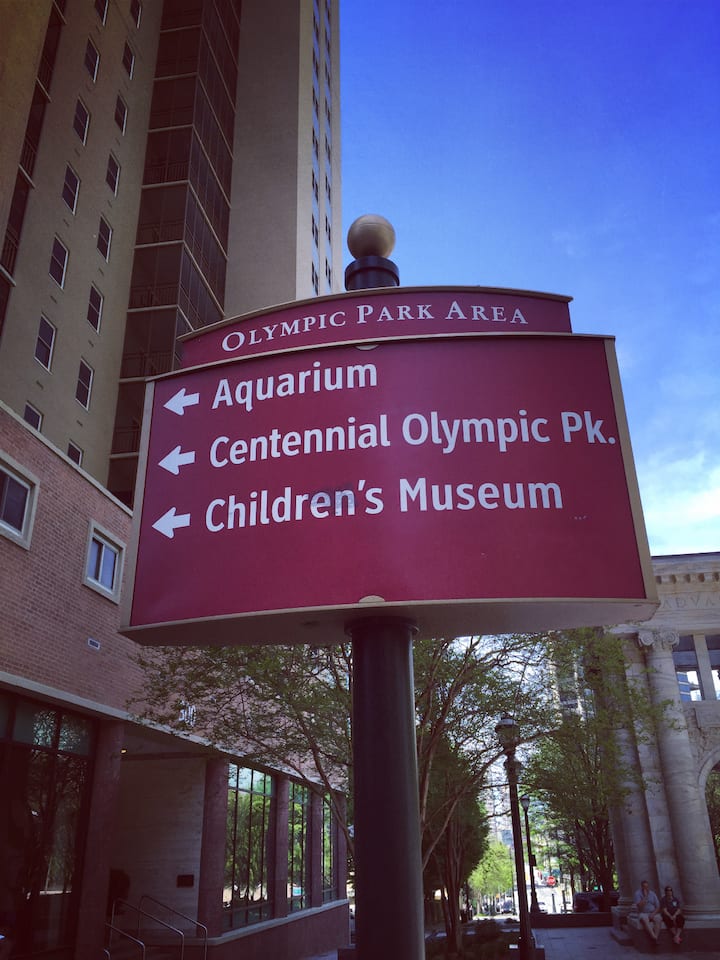 OLYMPIC PARK AREA
← Aquarium
← Centennial Olympic Pk.
← Children's Museum